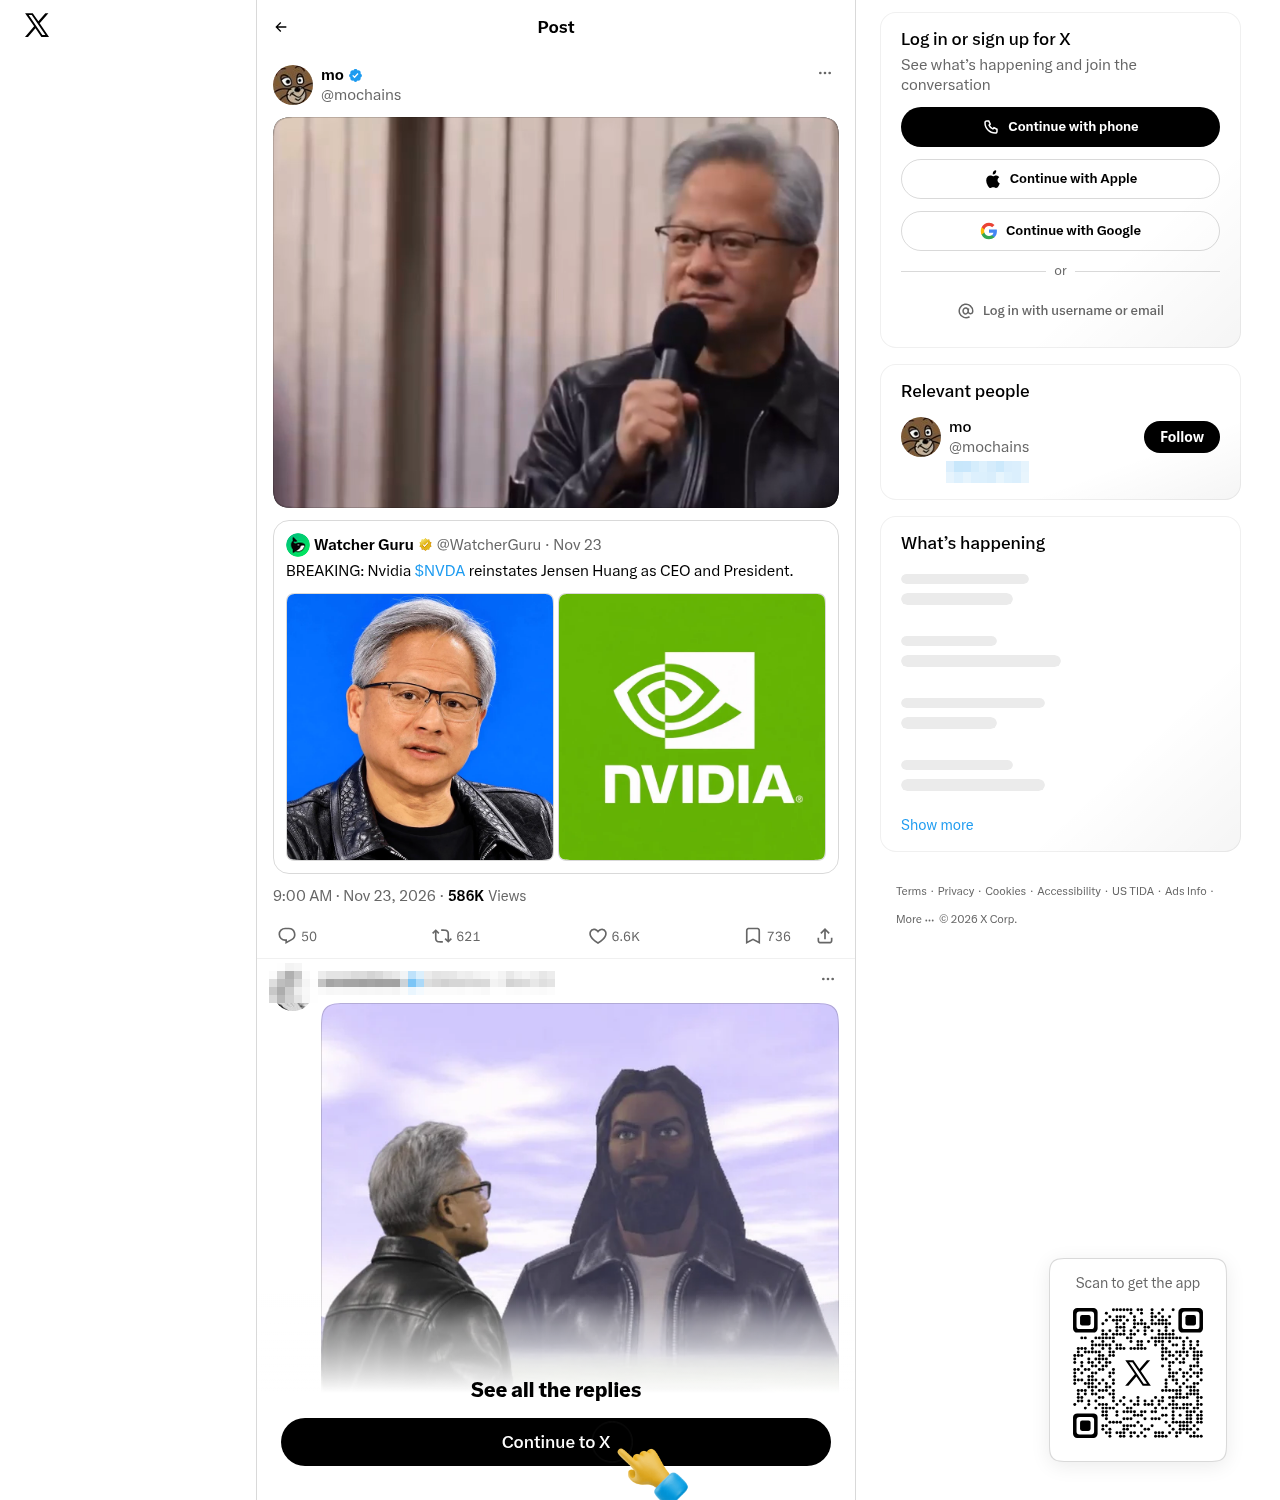 Post
mo
@mochains
Watcher Guru @WatcherGuru · Nov 23
BREAKING: Nvidia $NVDA reinstates Jensen Huang as CEO and President.
NVIDIA®
9:00 AM · Nov 23, 2026 · 586K Views
50 621 6.6K 736
See all the replies
Continue to X
Log in or sign up for X
See what’s happening and join the
conversation
Continue with phone
Continue with Apple
Continue with Google
or
Log in with username or email
Relevant people
mo
@mochains
Follow
What’s happening
Show more
Terms · Privacy · Cookies · Accessibility · US TIDA · Ads Info ·
More ··· © 2026 X Corp.
Scan to get the app